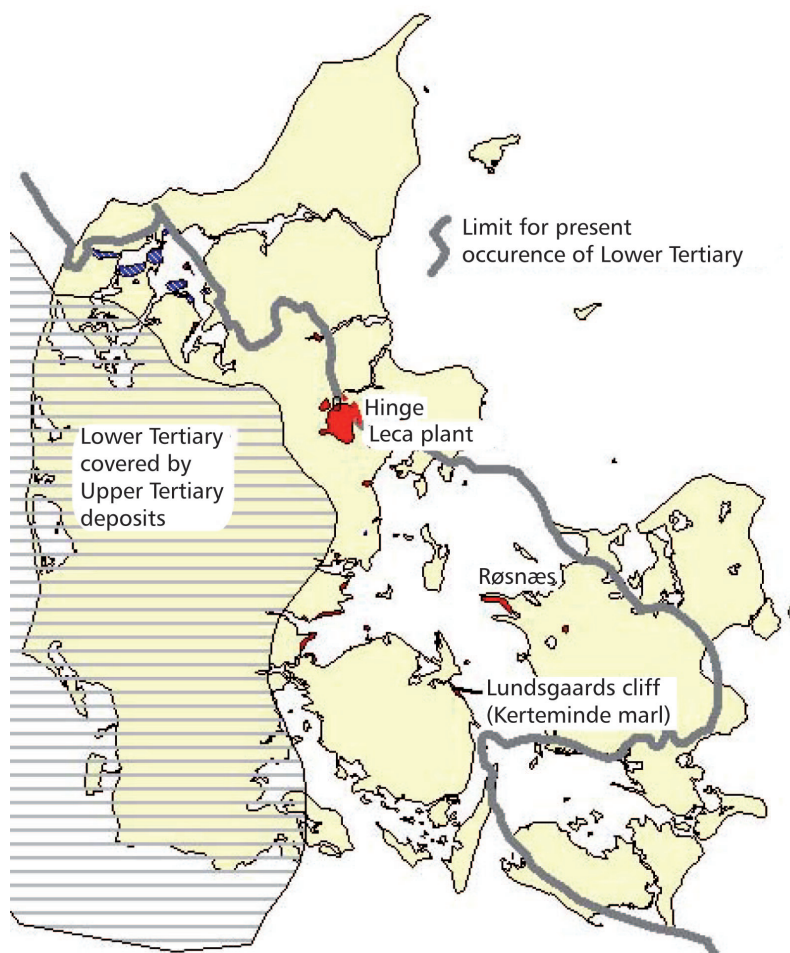 Limit for present
occurence of Lower Tertiary
Hinge
Leca plant
Lower Tertiary
covered by
Upper Tertiary
deposits
Røsnæs
Lundsgaards cliff
(Kerteminde marl)